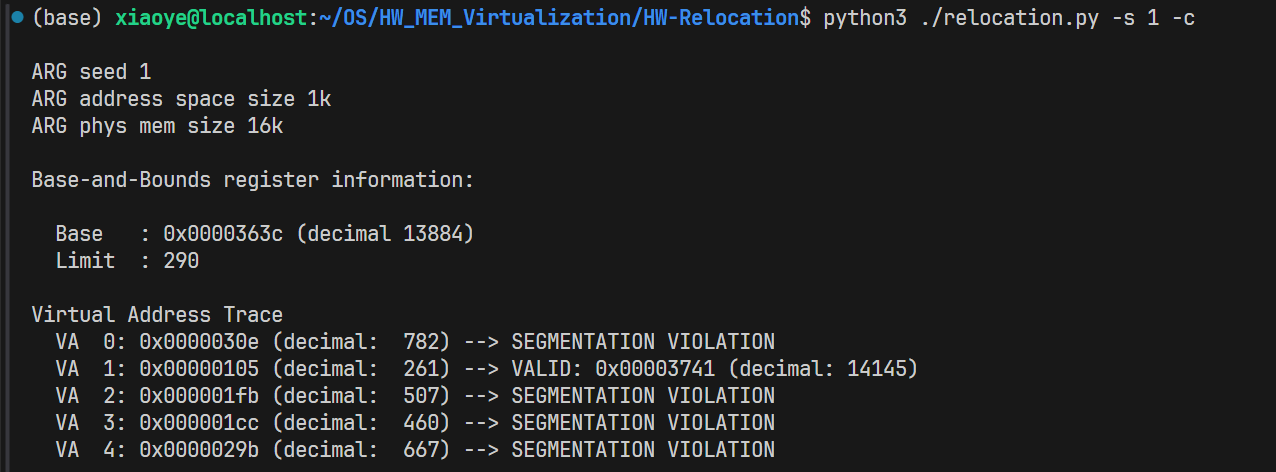 (base) xiaoye@localhost:~/OS/HW_MEM_Virtualization/HW-Relocation$ python3 ./relocation.py -s 1 -c
ARG seed 1
ARG address space size 1k
ARG phys mem size 16k
Base-and-Bounds register information:
  Base   : 0x0000363c (decimal 13884)
  Limit  : 290
Virtual Address Trace
  VA  0: 0x0000030e (decimal:  782) --> SEGMENTATION VIOLATION
  VA  1: 0x00000105 (decimal:  261) --> VALID: 0x00003741 (decimal: 14145)
  VA  2: 0x000001fb (decimal:  507) --> SEGMENTATION VIOLATION
  VA  3: 0x000001cc (decimal:  460) --> SEGMENTATION VIOLATION
  VA  4: 0x0000029b (decimal:  667) --> SEGMENTATION VIOLATION